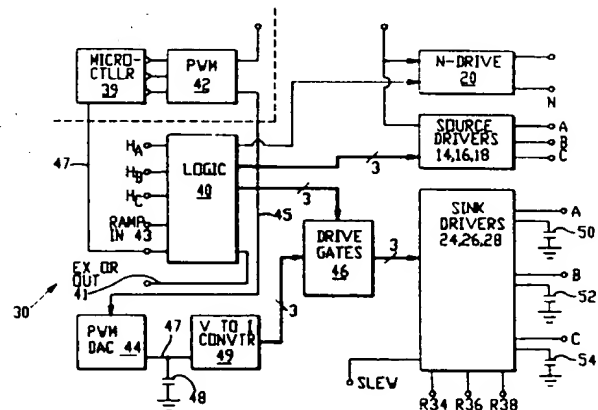 MICRO-
CTLLR
39
PWM
42
N-DRIVE
20
N
SOURCE
DRIVERS
14,16,18
A
B
C
47
HA
HB
HC
RAMP
IN 43
LOGIC
40
3
3
45
EX OR
OUT
41
30
DRIVE
GATES
46
3
3
SINK
DRIVERS
24,26,28
A
50
B
52
C
54
PWM
DAC 44
47
V TO I
CONVTR
49
48
SLEW
R34 R36 R38